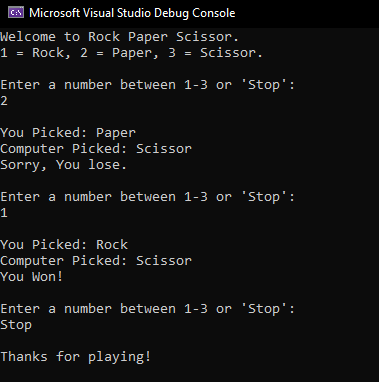 Microsoft Visual Studio Debug Console
Welcome to Rock Paper Scissor.
1 = Rock, 2 = Paper, 3 = Scissor.
Enter a number between 1-3 or 'Stop':
2
You Picked: Paper
Computer Picked: Scissor
Sorry, You lose.
Enter a number between 1-3 or 'Stop':
1
You Picked: Rock
Computer Picked: Scissor
You Won!
Enter a number between 1-3 or 'Stop':
Stop
Thanks for playing!